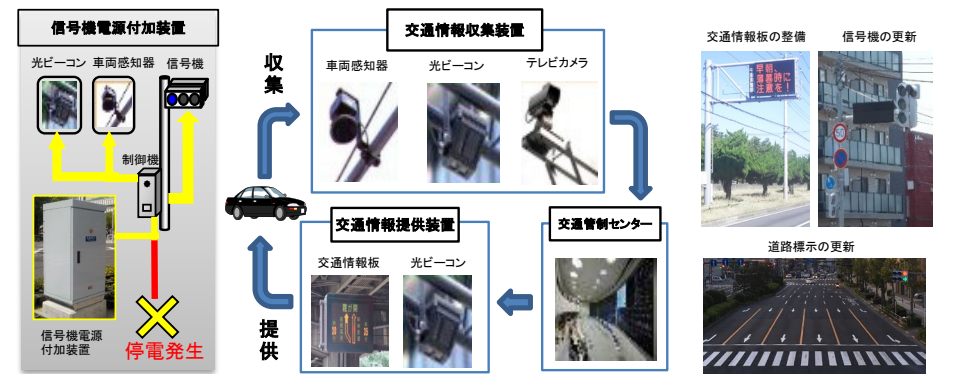 信号機電源付加装置
光ビーコン
車両感知器
信号機
制御機
信号機電源
付加装置
停電発生
収集
提供
交通情報収集装置
車両感知器
光ビーコン
テレビカメラ
交通情報提供装置
交通情報板
光ビーコン
交通管制センター
交通情報板の整備
早朝、
薄暮時に
注意を!
信号機の更新
道路標示の更新